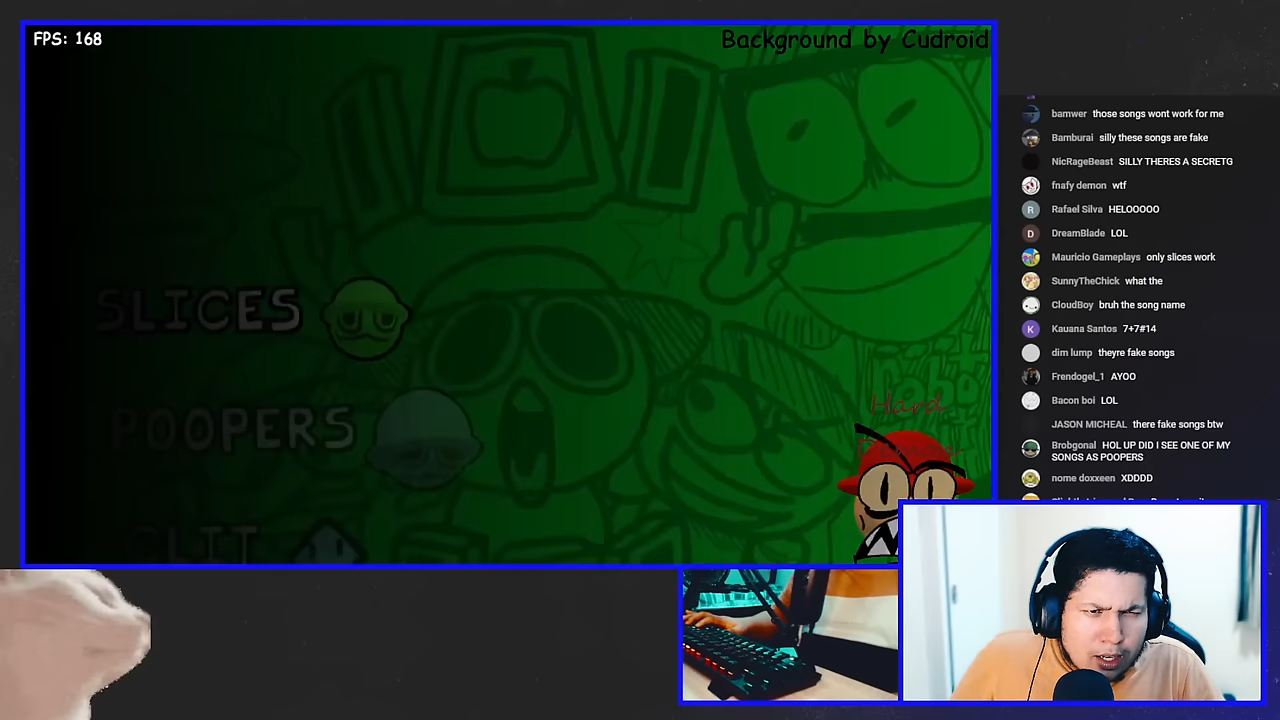 FPS: 168
Background by Cudroid
SLICES
POOPERS
Hard
bamwer those songs wont work for me
Bamburai silly these songs are fake
NicRageBeast SILLY THERES A SECRETG
fnafy demon wtf
R Rafael Silva HELOOOOO
D DreamBlade LOL
Mauricio Gameplays only slices work
SunnyTheChick what the
CloudBoy bruh the song name
K Kauana Santos 7+7#14
dim lump theyre fake songs
Frendogel_1 AYOO
Bacon boi LOL
JASON MICHEAL there fake songs btw
Brobgonal HOL UP DID I SEE ONE OF MY
SONGS AS POOPERS
nome doxxeen XDDDD